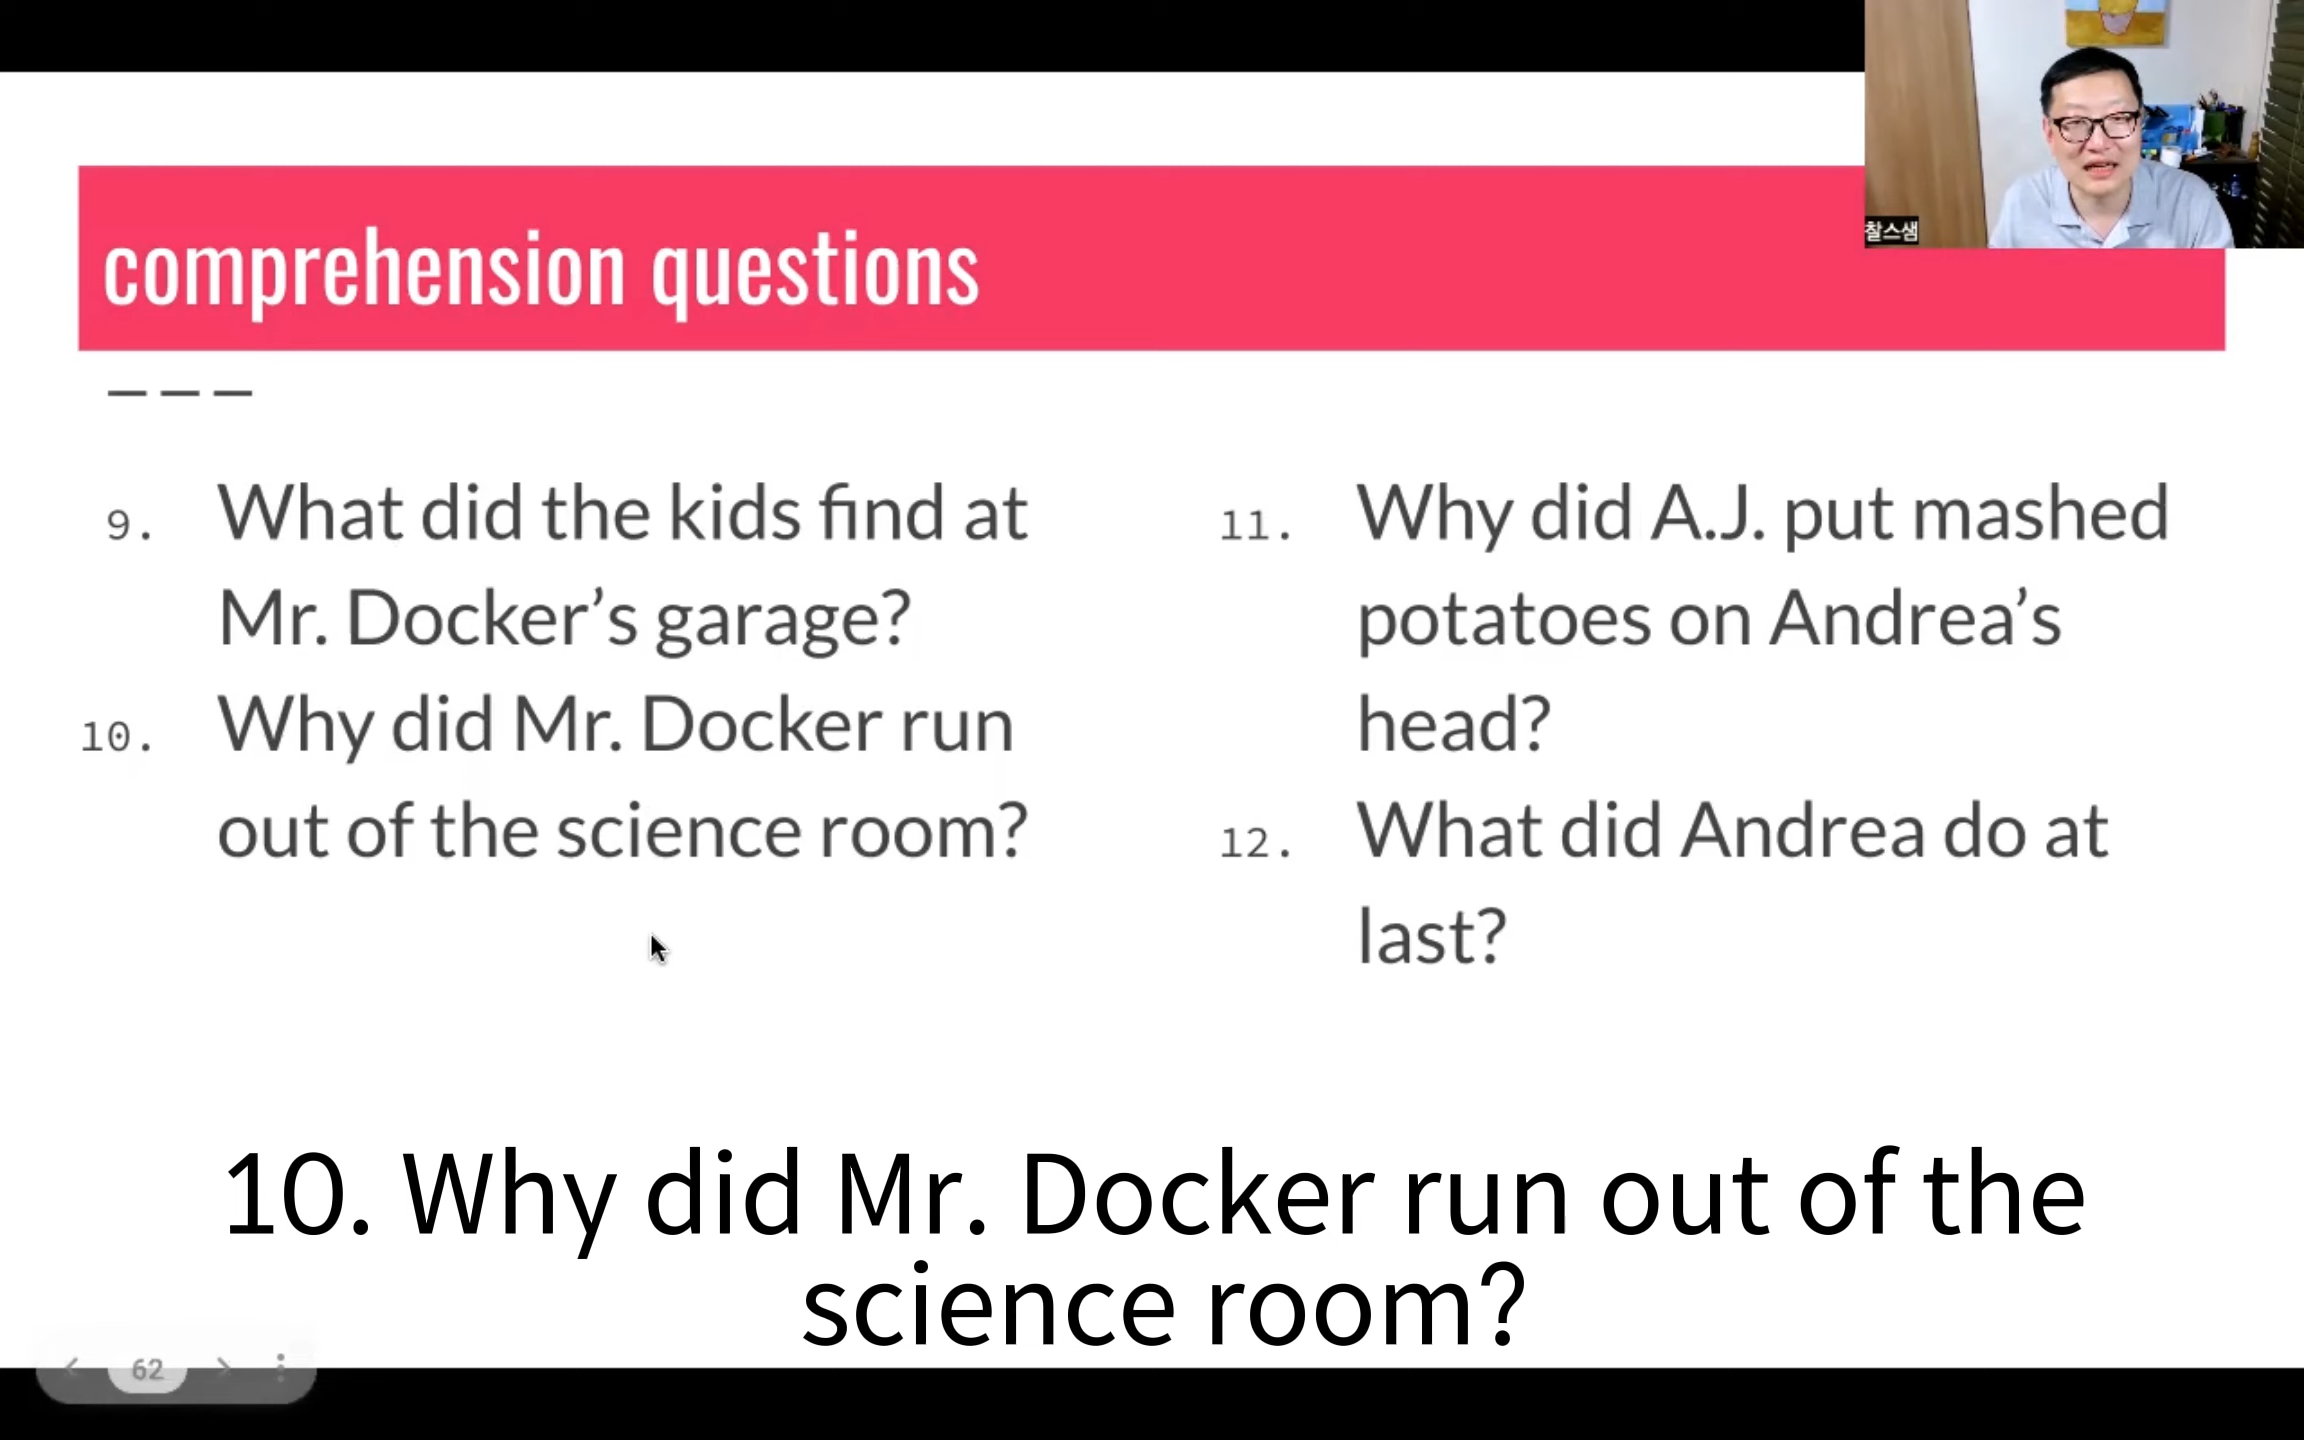 찰스샘
comprehension questions
9. What did the kids find at
Mr. Docker’s garage?
10. Why did Mr. Docker run
out of the science room?
11. Why did A.J. put mashed
potatoes on Andrea’s
head?
12. What did Andrea do at
last?
10. Why did Mr. Docker run out of the
science room?
62